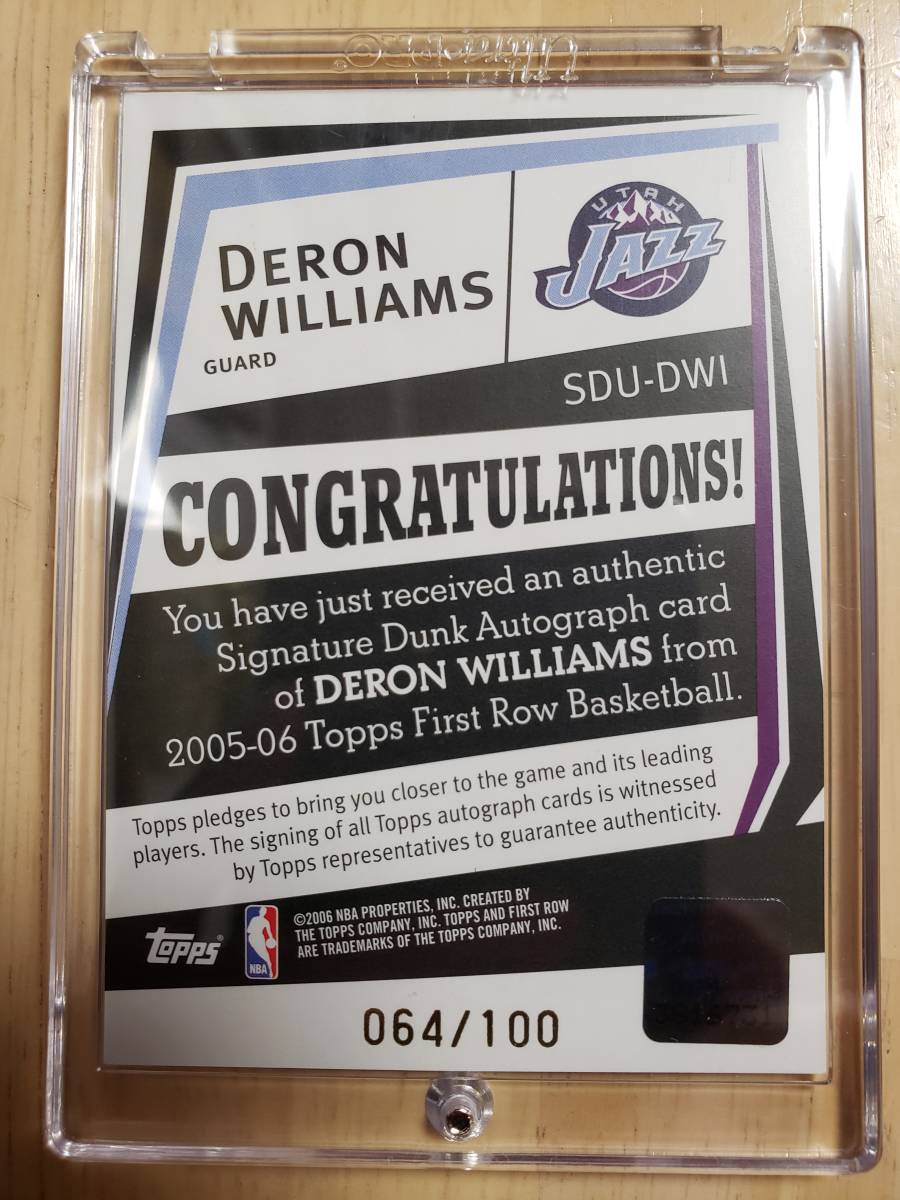 Ultra•PRO®
DERON
WILLIAMS
GUARD
UTAH
JAZZ
SDU-DWI
CONGRATULATIONS!
You have just received an authentic
Signature Dunk Autograph card
of DERON WILLIAMS from
2005-06 Topps First Row Basketball.
Topps pledges to bring you closer to the game and its leading
players. The signing of all Topps autograph cards is witnessed
by Topps representatives to guarantee authenticity.
Topps®
NBA
©2006 NBA PROPERTIES, INC. CREATED BY
THE TOPPS COMPANY, INC. TOPPS AND FIRST ROW
ARE TRADEMARKS OF THE TOPPS COMPANY, INC.
064/100